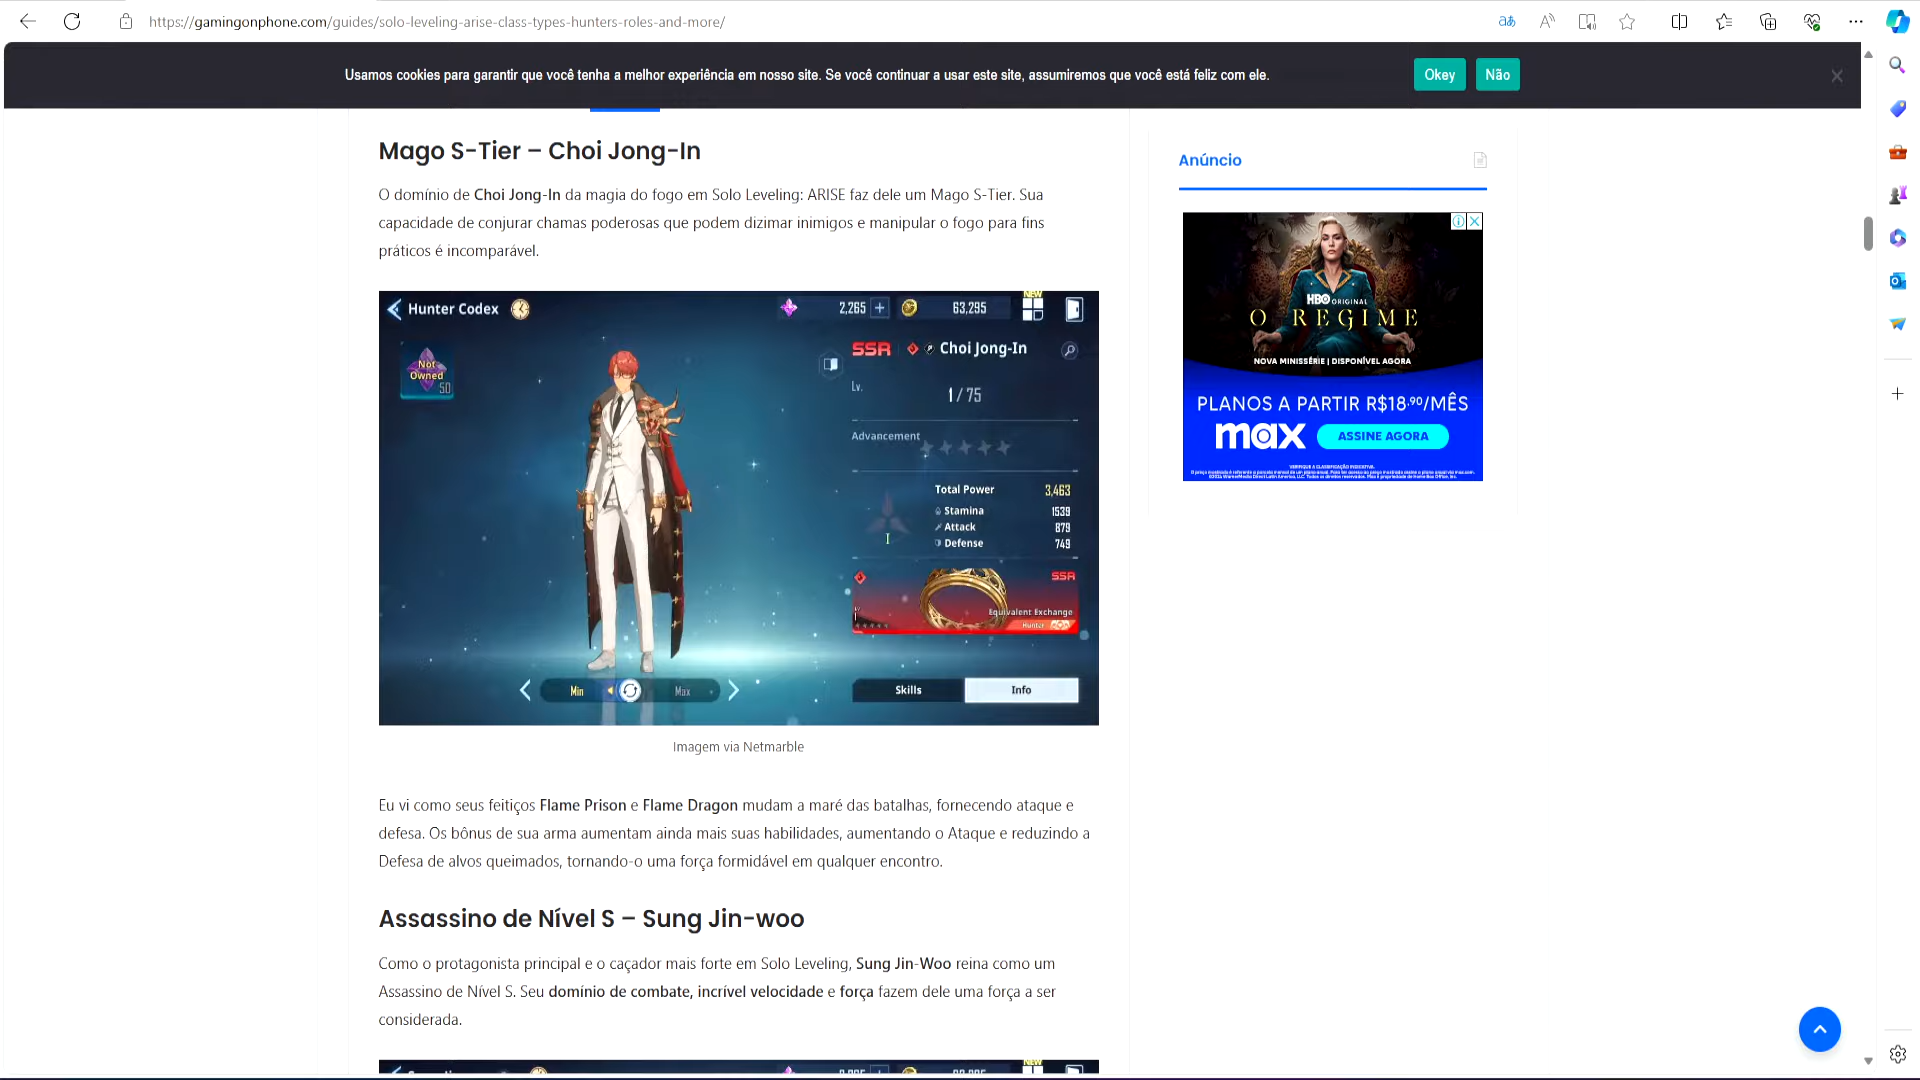 https://gamingonphone.com/guides/solo-leveling-arise-class-types-hunters-roles-and-more/
Usamos cookies para garantir que você tenha a melhor experiência em nosso site. Se você continuar a usar este site, assumiremos que você está feliz com ele.
Okey
Não
Mago S-Tier – Choi Jong-In
O domínio de Choi Jong-In da magia do fogo em Solo Leveling: ARISE faz dele um Mago S-Tier. Sua
capacidade de conjurar chamas poderosas que podem dizimar inimigos e manipular o fogo para fins
práticos é incomparável.
Hunter Codex
2,265
63,295
NEW
Not
Owned
50
SSR
Choi Jong-In
Lv.
1 / 75
Advancement
Total Power 3,463
Stamina 1539
Attack 879
Defense 749
SSR
Equivalent Exchange
Hunter
Min
Max
Skills
Info
Imagem via Netmarble
Eu vi como seus feitiços Flame Prison e Flame Dragon mudam a maré das batalhas, fornecendo ataque e
defesa. Os bônus de sua arma aumentam ainda mais suas habilidades, aumentando o Ataque e reduzindo a
Defesa de alvos queimados, tornando-o uma força formidável em qualquer encontro.
Assassino de Nível S – Sung Jin-woo
Como o protagonista principal e o caçador mais forte em Solo Leveling, Sung Jin-Woo reina como um
Assassino de Nível S. Seu domínio de combate, incrível velocidade e força fazem dele uma força a ser
considerada.
NEW
Anúncio
HBO ORIGINAL
O REGIME
NOVA MINISSÉRIE | DISPONÍVEL AGORA
PLANOS A PARTIR R$18,90/MÊS
max
ASSINE AGORA